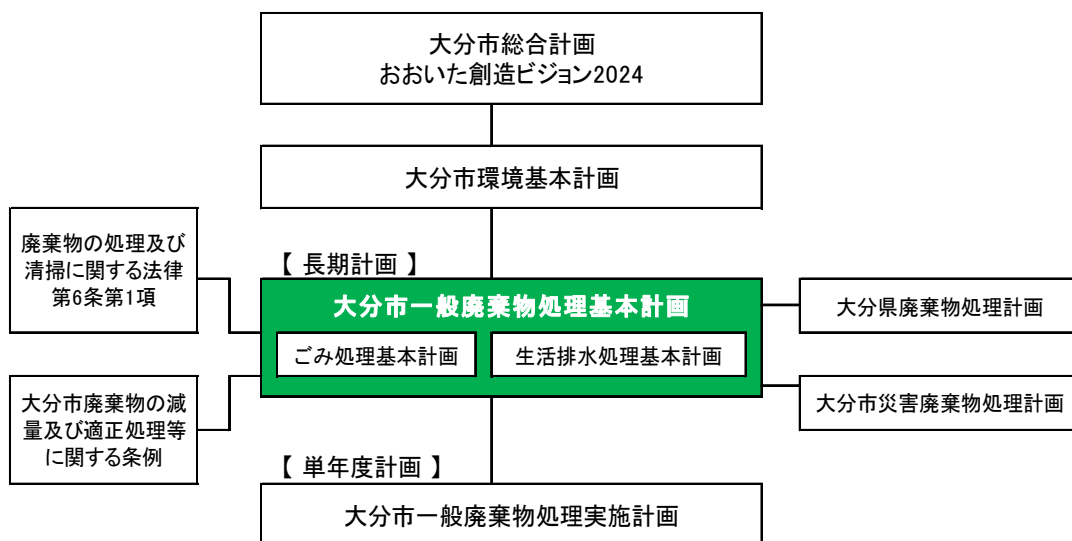 大分市総合計画
おおいた創造ビジョン2024
大分市環境基本計画
廃棄物の処理及び
清掃に関する法律
第6条第1項
【 長期計画 】
大分市一般廃棄物処理基本計画
ごみ処理基本計画
生活排水処理基本計画
大分県廃棄物処理計画
大分市廃棄物の減
量及び適正処理等
に関する条例
大分市災害廃棄物処理計画
【 単年度計画 】
大分市一般廃棄物処理実施計画